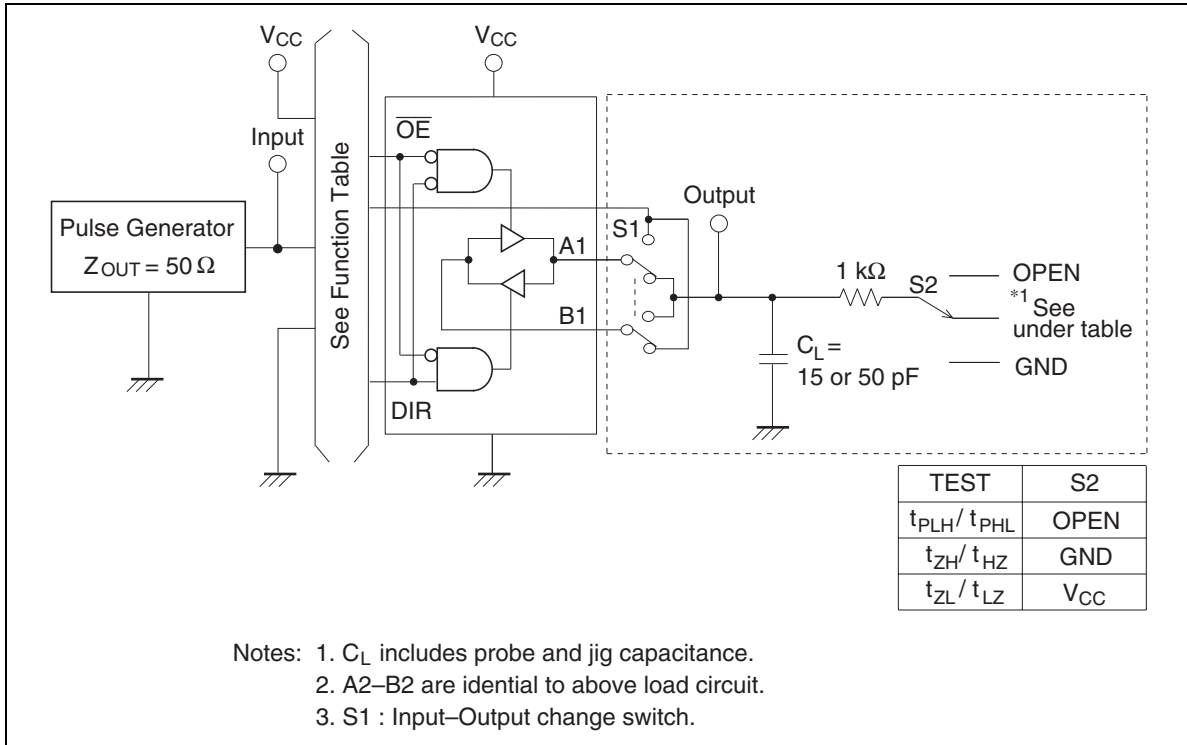 VCC
VCC
Input
OE
See Function Table
Pulse Generator
ZOUT = 50 Ω
Output
S1
A1
B1
DIR
1 kΩ
S2
OPEN
*1 See
under table
GND
CL =
15 or 50 pF
TEST S2
tPLH / tPHL OPEN
tZH / tHZ GND
tZL / tLZ VCC
Notes: 1. CL includes probe and jig capacitance.
2. A2–B2 are idential to above load circuit.
3. S1 : Input–Output change switch.